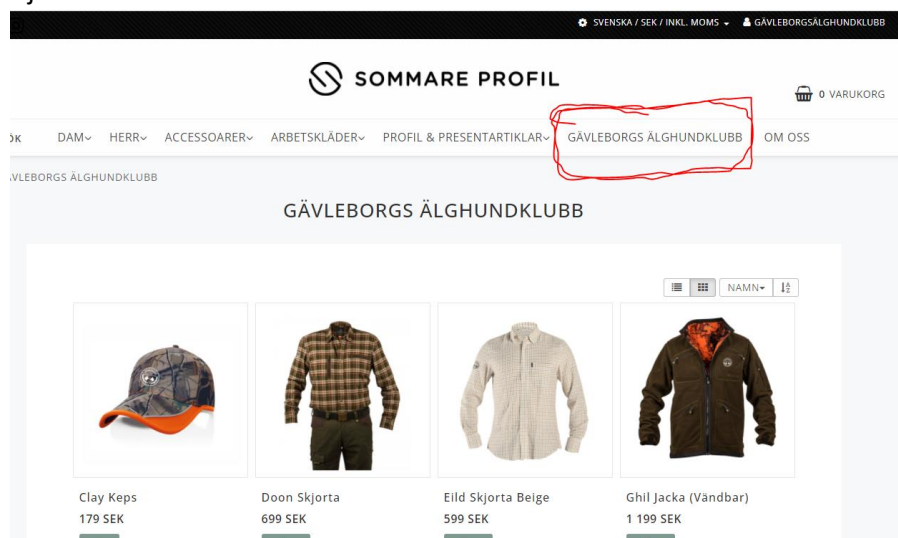 SVENSKA / SEK / INKL. MOMS GÄVLEBORGSÄLGHUNDKLUBB
SOMMARE PROFIL
0 VARUKORG
DAM HERR ACCESSOARER ARBETSKLÄDER PROFIL & PRESENTARTIKLAR GÄVLEBORGS ÄLGHUNDKLUBB OM OSS
ÄLGHUNDKLUBB
GÄVLEBORGS ÄLGHUNDKLUBB
NAMN
Clay Keps Doon Skjorta Eild Skjorta Beige Ghil Jacka (Vändbar)
179 SEK 699 SEK 599 SEK 1 199 SEK